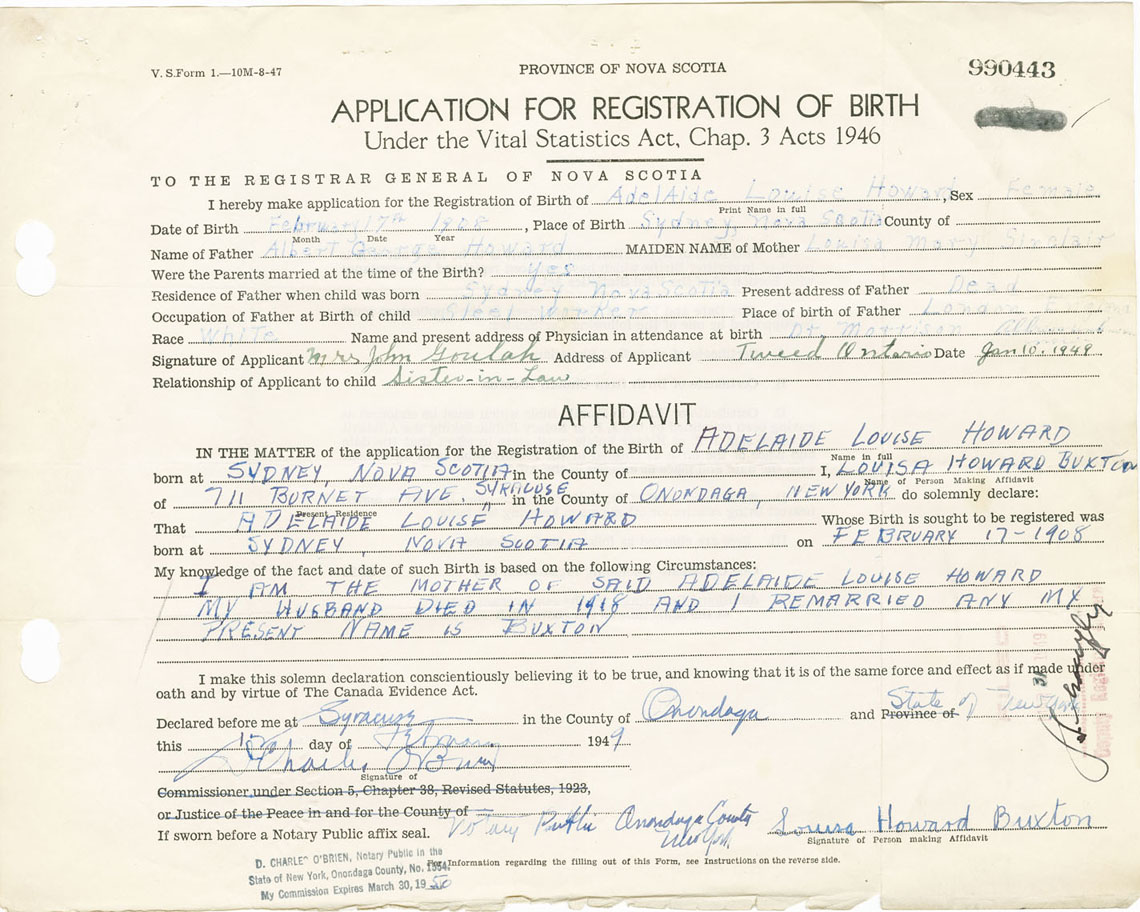 V. S. Form 1.—10M-8-47
PROVINCE OF NOVA SCOTIA
990443
APPLICATION FOR REGISTRATION OF BIRTH
Under the Vital Statistics Act, Chap. 3 Acts 1946
TO THE REGISTRAR GENERAL OF NOVA SCOTIA
I hereby make application for the Registration of Birth of AdelAide Louise Howard, Sex Female
Print Name in full
Date of Birth February 17th 1908, Place of Birth Sydney, Nova Scotia County of
Month Date Year
Name of Father Albert George Howard MAIDEN NAME of Mother Louisa Mary Sinclair
Were the Parents married at the time of the Birth? Yes
Residence of Father when child was born Sydney Nova Scotia Present address of Father Dead
Occupation of Father at Birth of child Steel Worker Place of birth of Father London
Race White Name and present address of Physician in attendance at birth Dr Morrison
Signature of Applicant Mrs John Goulah Address of Applicant Tweed Ontario Date Jan 10. 1949
Relationship of Applicant to child Sister-in-Law
AFFIDAVIT
IN THE MATTER of the application for the Registration of the Birth of ADELAIDE LOUISE HOWARD
Name in full
born at SYDNEY, NOVA SCOTIA in the County of I, LOUISA HOWARD BUXTON
Name of Person Making Affidavit
of 711 BURNET AVE. SYRACUSE in the County of ONONDAGA, NEW YORK do solemnly declare:
Present Residence
That ADELAIDE LOUISE HOWARD Whose Birth is sought to be registered was
born at SYDNEY, NOVA SCOTIA on FEBRUARY 17-1908
My knowledge of the fact and date of such Birth is based on the following Circumstances:
I AM THE MOTHER OF SAID ADELAIDE LOUISE HOWARD
MY HUSBAND DIED IN 1918 AND I REMARRIED ANY MY
PRESENT NAME IS BUXTON
I make this solemn declaration conscientiously believing it to be true, and knowing that it is of the same force and effect as if made under
oath and by virtue of The Canada Evidence Act.
Declared before me at Syracuse in the County of Onondaga and Province of State of New York
this day of 1949
D Charles O'Brien
Signature of
Commissioner under Section 5, Chapter 38, Revised Statutes, 1923,
or Justice of the Peace in and for the County of
If sworn before a Notary Public affix seal. Notary Public Onondaga County
New York
Louisa Howard Buxton
Signature of Person making Affidavit
For Information regarding the filling out of this Form, see Instructions on the reverse side.
D. CHARLES O'BRIEN, Notary Public in the
State of New York, Onondaga County, No. 1354.
My Commission Expires March 30, 1950